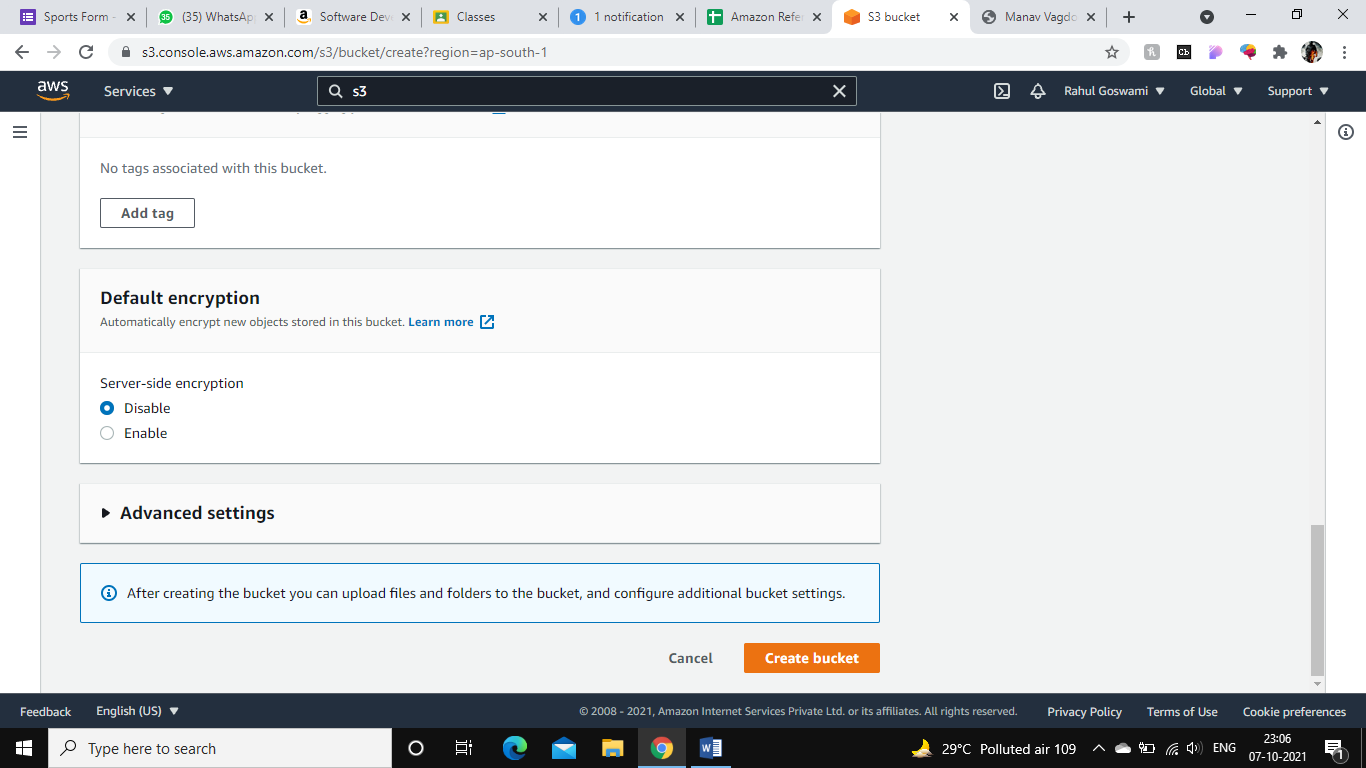 Sports Form -
(35) WhatsAp
Software Dev
Classes
1 notification
Amazon Refe
S3 bucket
Manav Vagdo
s3.console.aws.amazon.com/s3/bucket/create?region=ap-south-1
aws
Services
s3
Rahul Goswami
Global
Support
No tags associated with this bucket.
Add tag
Default encryption
Automatically encrypt new objects stored in this bucket. Learn more
Server-side encryption
Disable
Enable
Advanced settings
After creating the bucket you can upload files and folders to the bucket, and configure additional bucket settings.
Cancel
Create bucket
Feedback
English (US)
© 2008 - 2021, Amazon Internet Services Private Ltd. or its affiliates. All rights reserved.
Privacy Policy
Terms of Use
Cookie preferences
Type here to search
29°C Polluted air 109
ENG
23:06
07-10-2021
1